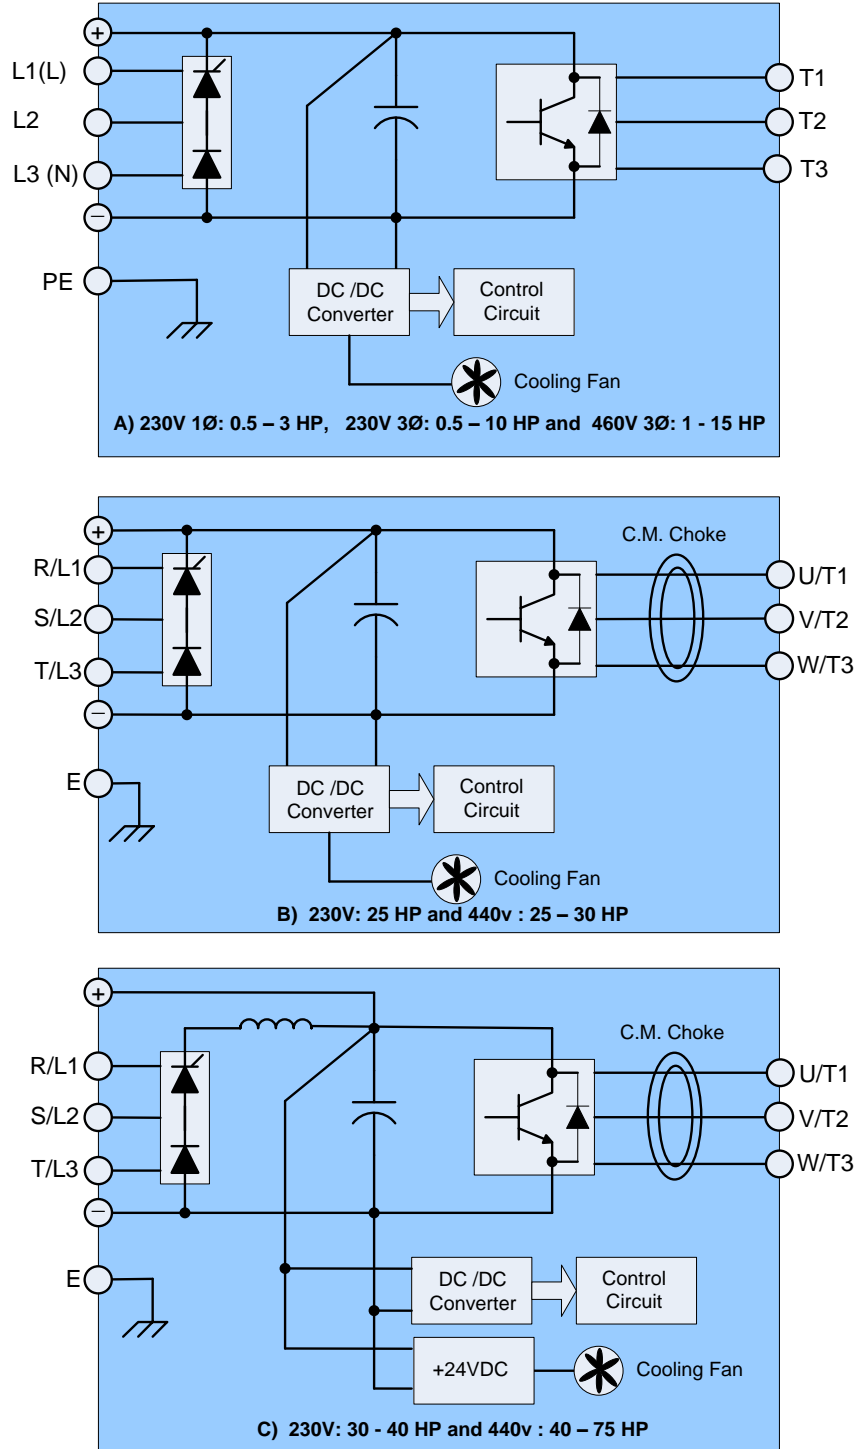 +
L1(L)
T1
L2
T2
L3 (N)
T3
−
PE
DC /DC
Converter
Control
Circuit
Cooling Fan
A) 230V 1Ø: 0.5 – 3 HP, 230V 3Ø: 0.5 – 10 HP and 460V 3Ø: 1 - 15 HP
+
C.M. Choke
R/L1
U/T1
S/L2
V/T2
T/L3
W/T3
−
E
DC /DC
Converter
Control
Circuit
Cooling Fan
B) 230V: 25 HP and 440v : 25 – 30 HP
+
C.M. Choke
R/L1
U/T1
S/L2
V/T2
T/L3
W/T3
−
E
DC /DC
Converter
Control
Circuit
+24VDC
Cooling Fan
C) 230V: 30 - 40 HP and 440v : 40 – 75 HP